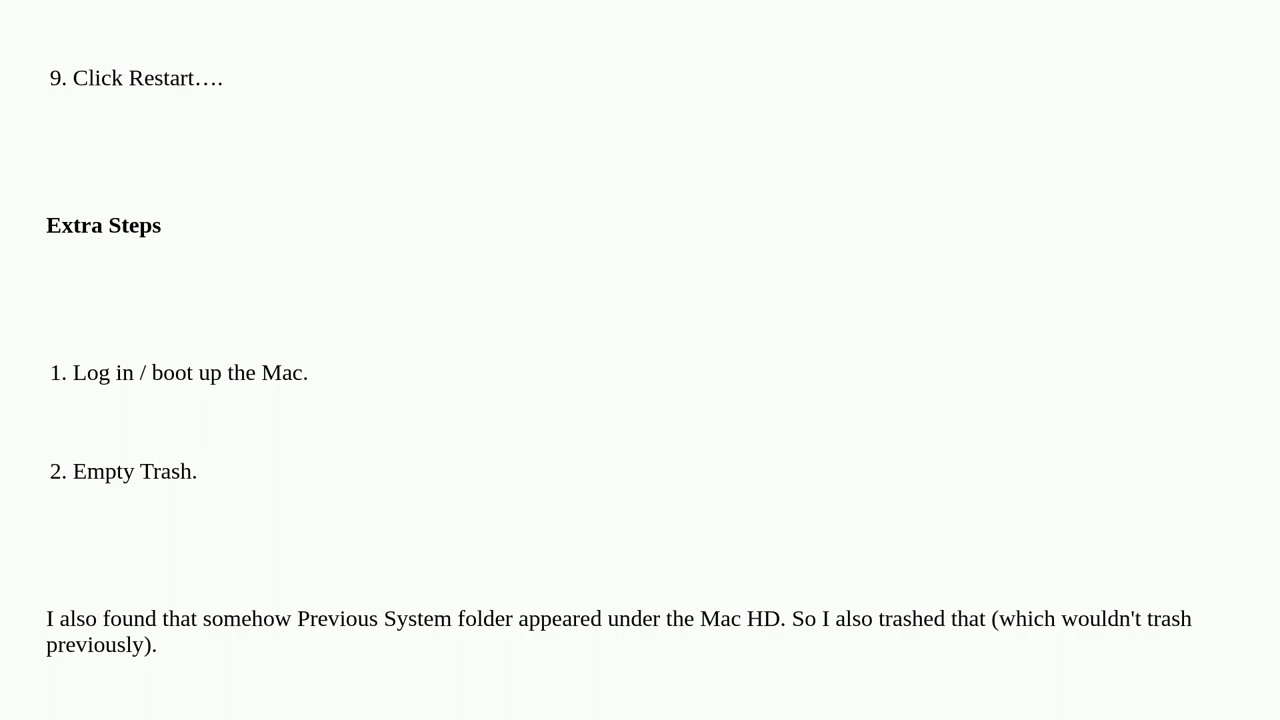 9. Click Restart….
Extra Steps
1. Log in / boot up the Mac.
2. Empty Trash.
I also found that somehow Previous System folder appeared under the Mac HD. So I also trashed that (which wouldn't trash
previously).